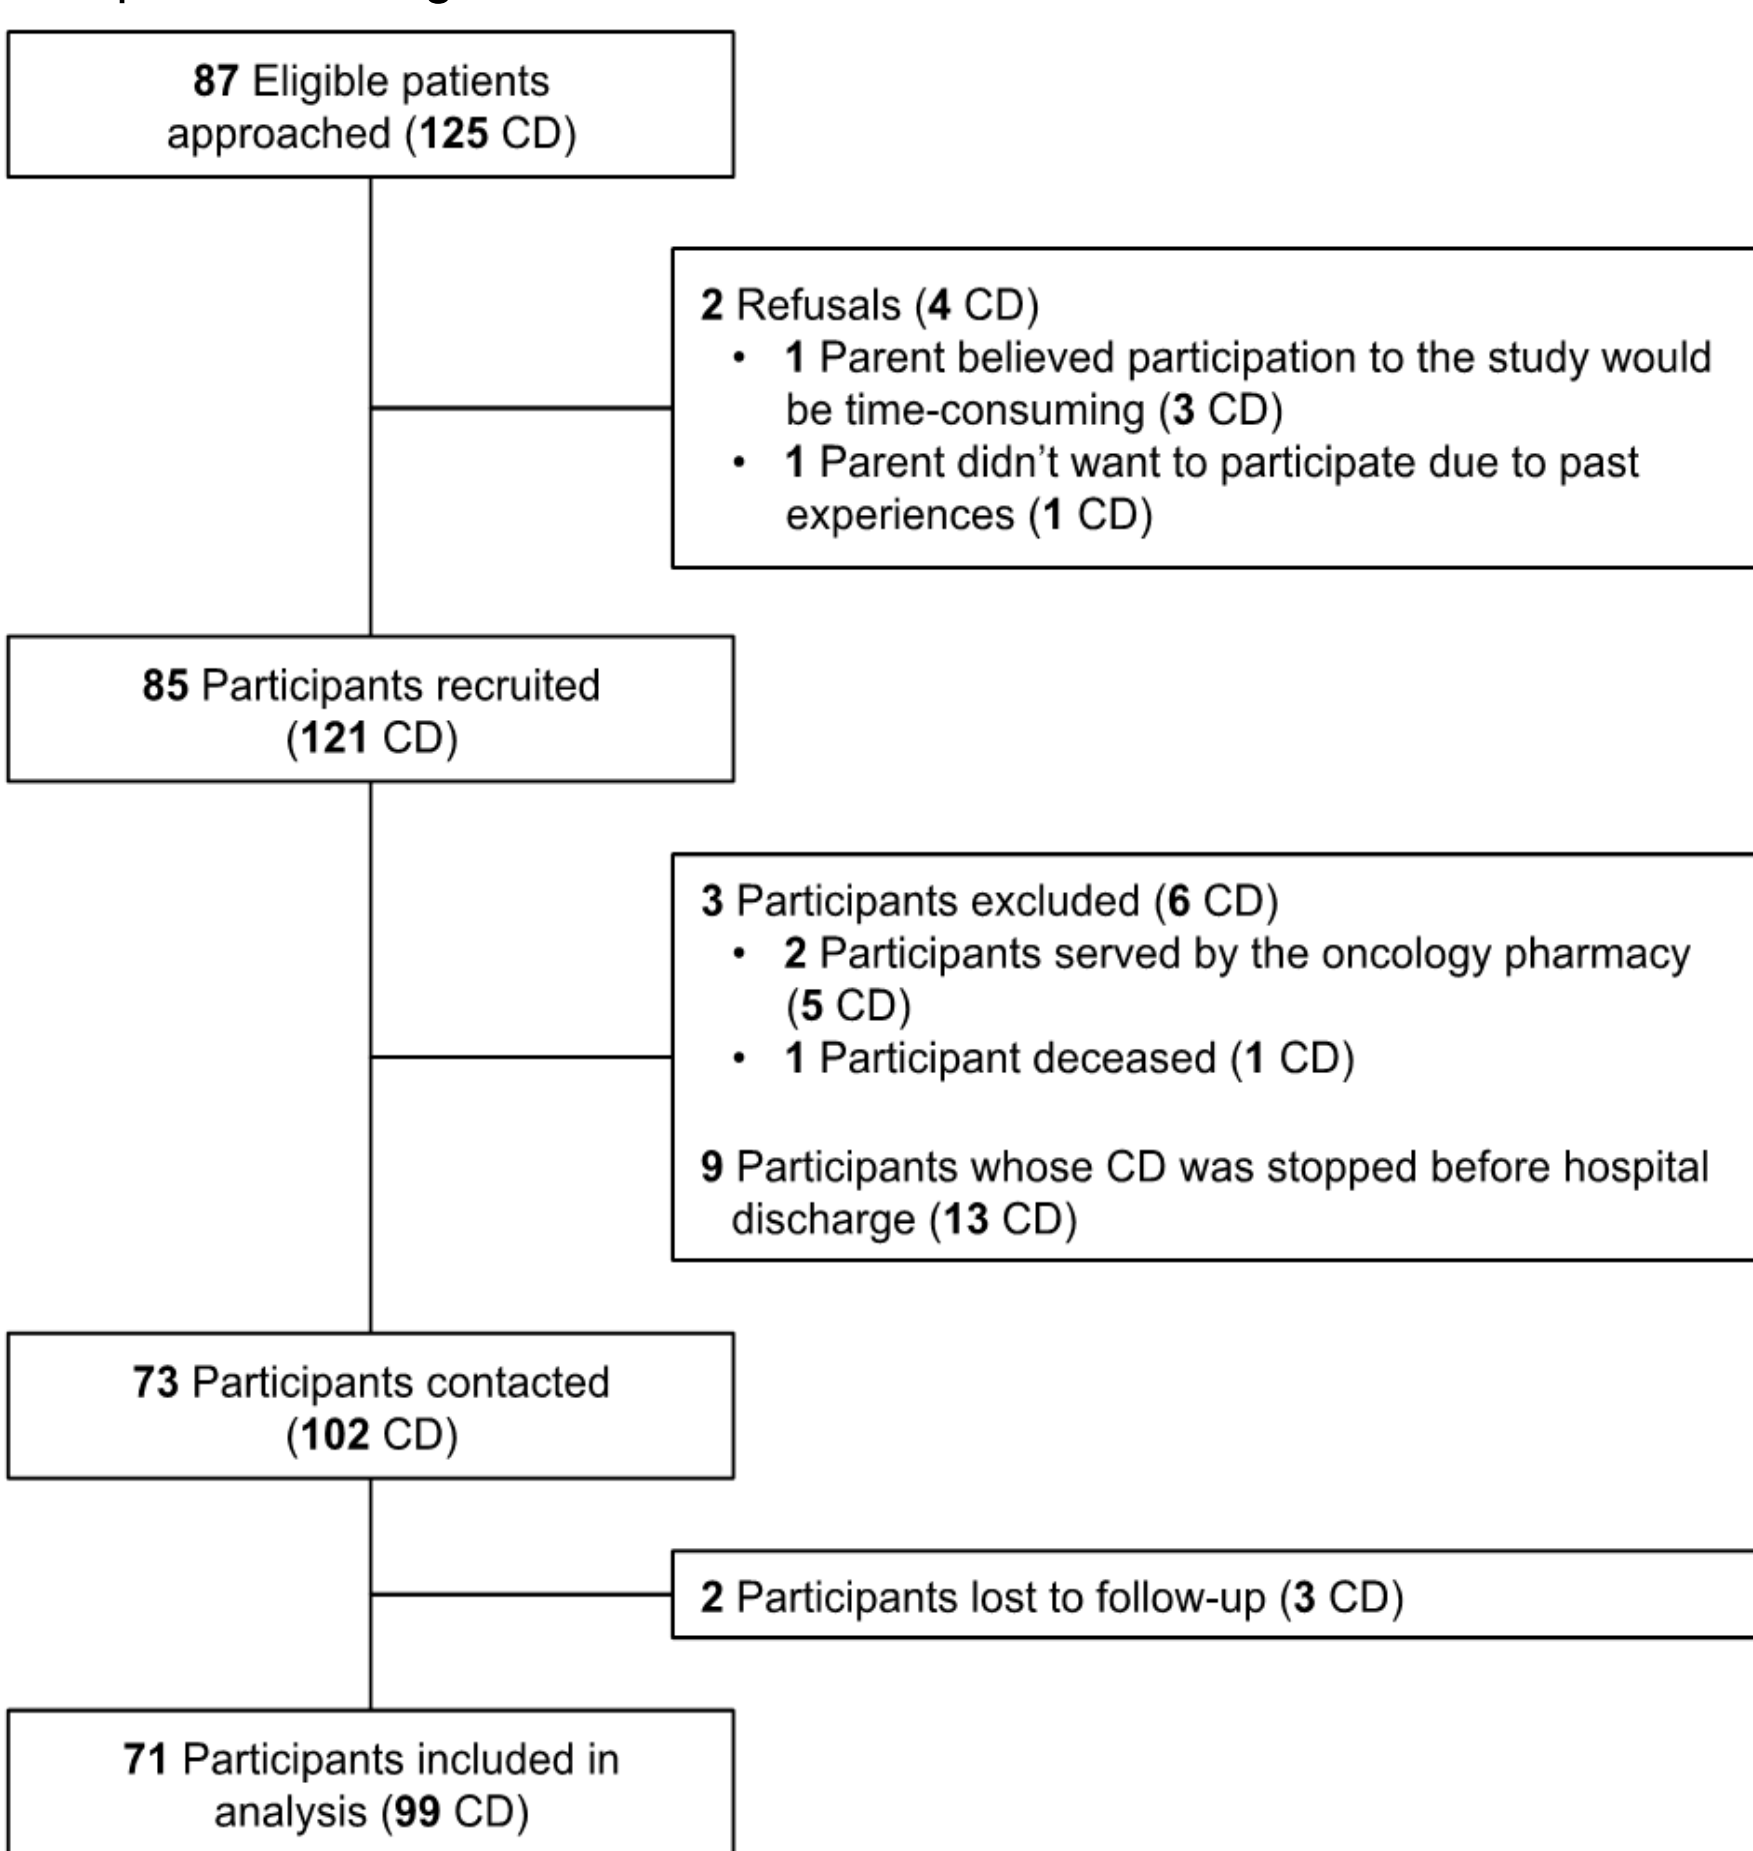 87 Eligible patients
approached (125 CD)
2 Refusals (4 CD)
• 1 Parent believed participation to the study would
be time-consuming (3 CD)
• 1 Parent didn’t want to participate due to past
experiences (1 CD)
85 Participants recruited
(121 CD)
3 Participants excluded (6 CD)
• 2 Participants served by the oncology pharmacy
(5 CD)
• 1 Participant deceased (1 CD)
9 Participants whose CD was stopped before hospital
discharge (13 CD)
73 Participants contacted
(102 CD)
2 Participants lost to follow-up (3 CD)
71 Participants included in
analysis (99 CD)